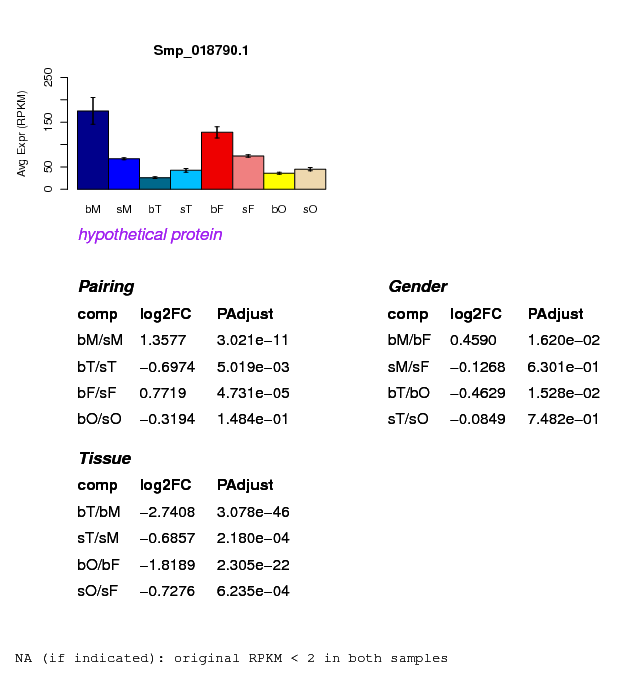 Smp_018790.1
Avg Expr (RPKM)
0 50 150 250
bM sM bT sT bF sF bO sO
hypothetical protein
Pairing
comp log2FC PAdjust
bM/sM 1.3577 3.021e−11
bT/sT −0.6974 5.019e−03
bF/sF 0.7719 4.731e−05
bO/sO −0.3194 1.484e−01
Gender
comp log2FC PAdjust
bM/bF 0.4590 1.620e−02
sM/sF −0.1268 6.301e−01
bT/bO −0.4629 1.528e−02
sT/sO −0.0849 7.482e−01
Tissue
comp log2FC PAdjust
bT/bM −2.7408 3.078e−46
sT/sM −0.6857 2.180e−04
bO/bF −1.8189 2.305e−22
sO/sF −0.7276 6.235e−04
NA (if indicated): original RPKM < 2 in both samples